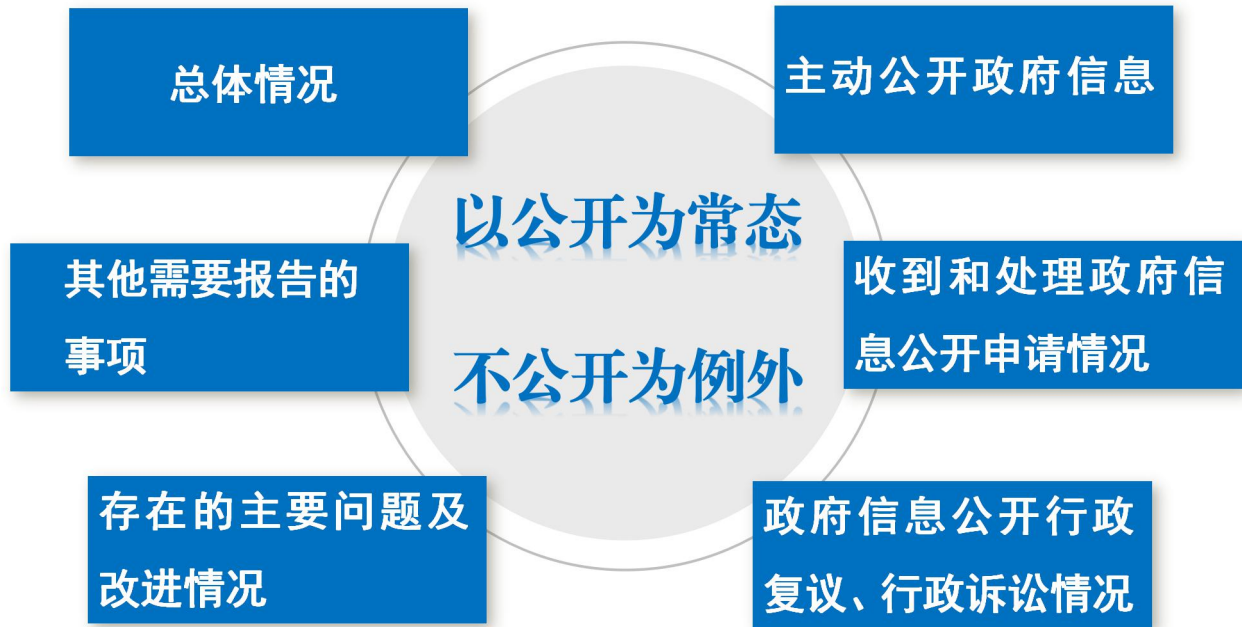 总体情况
主动公开政府信息
以公开为常态
其他需要报告的
事项
收到和处理政府信
息公开申请情况
不公开为例外
存在的主要问题及
改进情况
政府信息公开行政
复议、行政诉讼情况